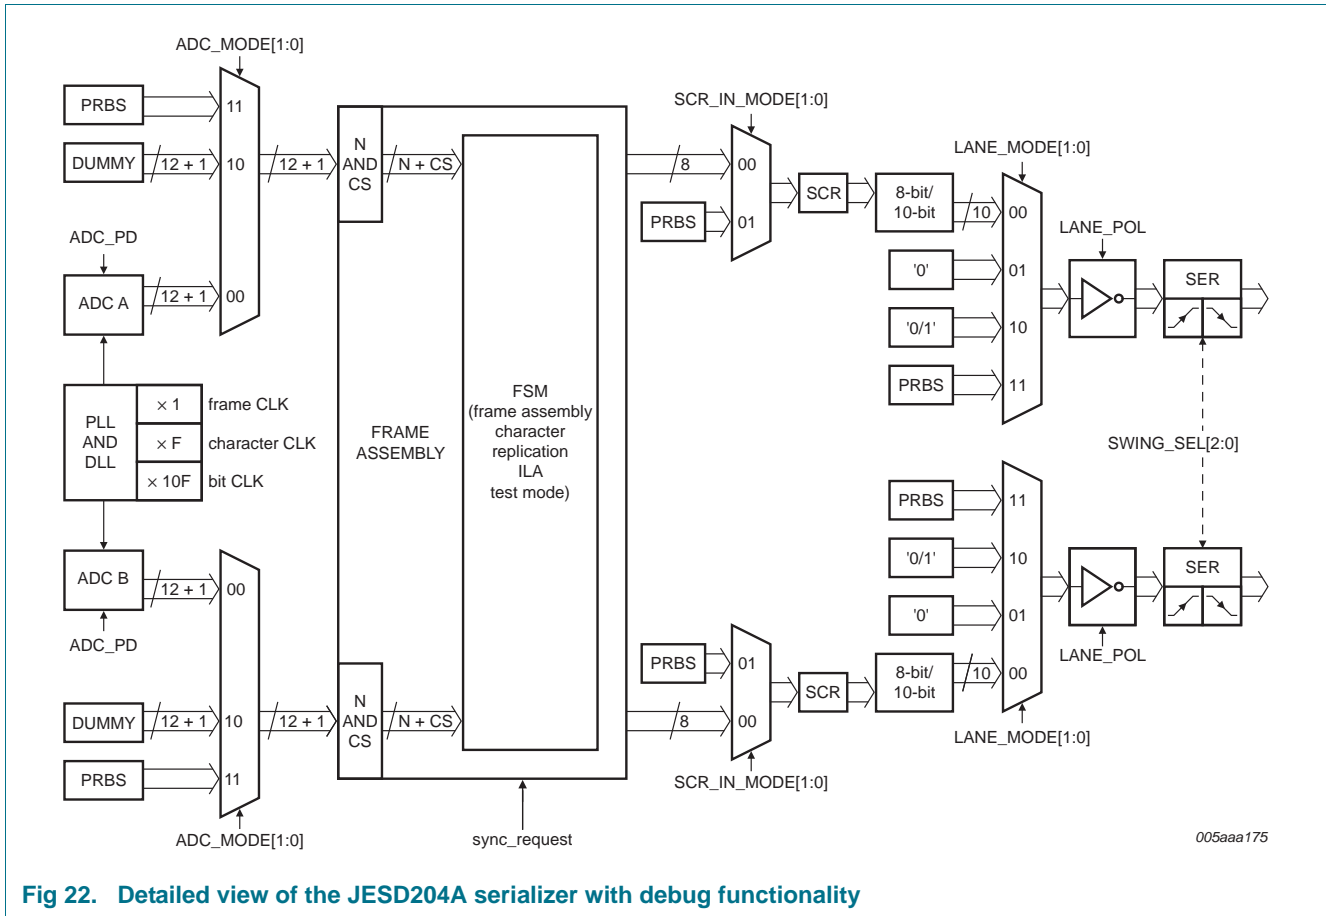 ADC_MODE[1:0]
PRBS
11
DUMMY
12 + 1
10
12 + 1
ADC_PD
ADC A
12 + 1
00
N
AND
CS
N + CS
PLL
AND
DLL
× 1
frame CLK
× F
character CLK
× 10F
bit CLK
FRAME
ASSEMBLY
FSM
(frame assembly
character
replication
ILA
test mode)
ADC B
12 + 1
00
ADC_PD
DUMMY
12 + 1
10
12 + 1
PRBS
11
ADC_MODE[1:0]
N
AND
CS
N + CS
sync_request
SCR_IN_MODE[1:0]
8
00
PRBS
01
SCR
8-bit/
10-bit
10
LANE_MODE[1:0]
00
'0'
01
'0/1'
10
PRBS
11
LANE_POL
SER
SWING_SEL[2:0]
PRBS
11
'0/1'
10
'0'
01
8-bit/
10-bit
10
00
LANE_MODE[1:0]
LANE_POL
SER
PRBS
01
8
00
SCR
SCR_IN_MODE[1:0]
005aaa175
Fig 22. Detailed view of the JESD204A serializer with debug functionality